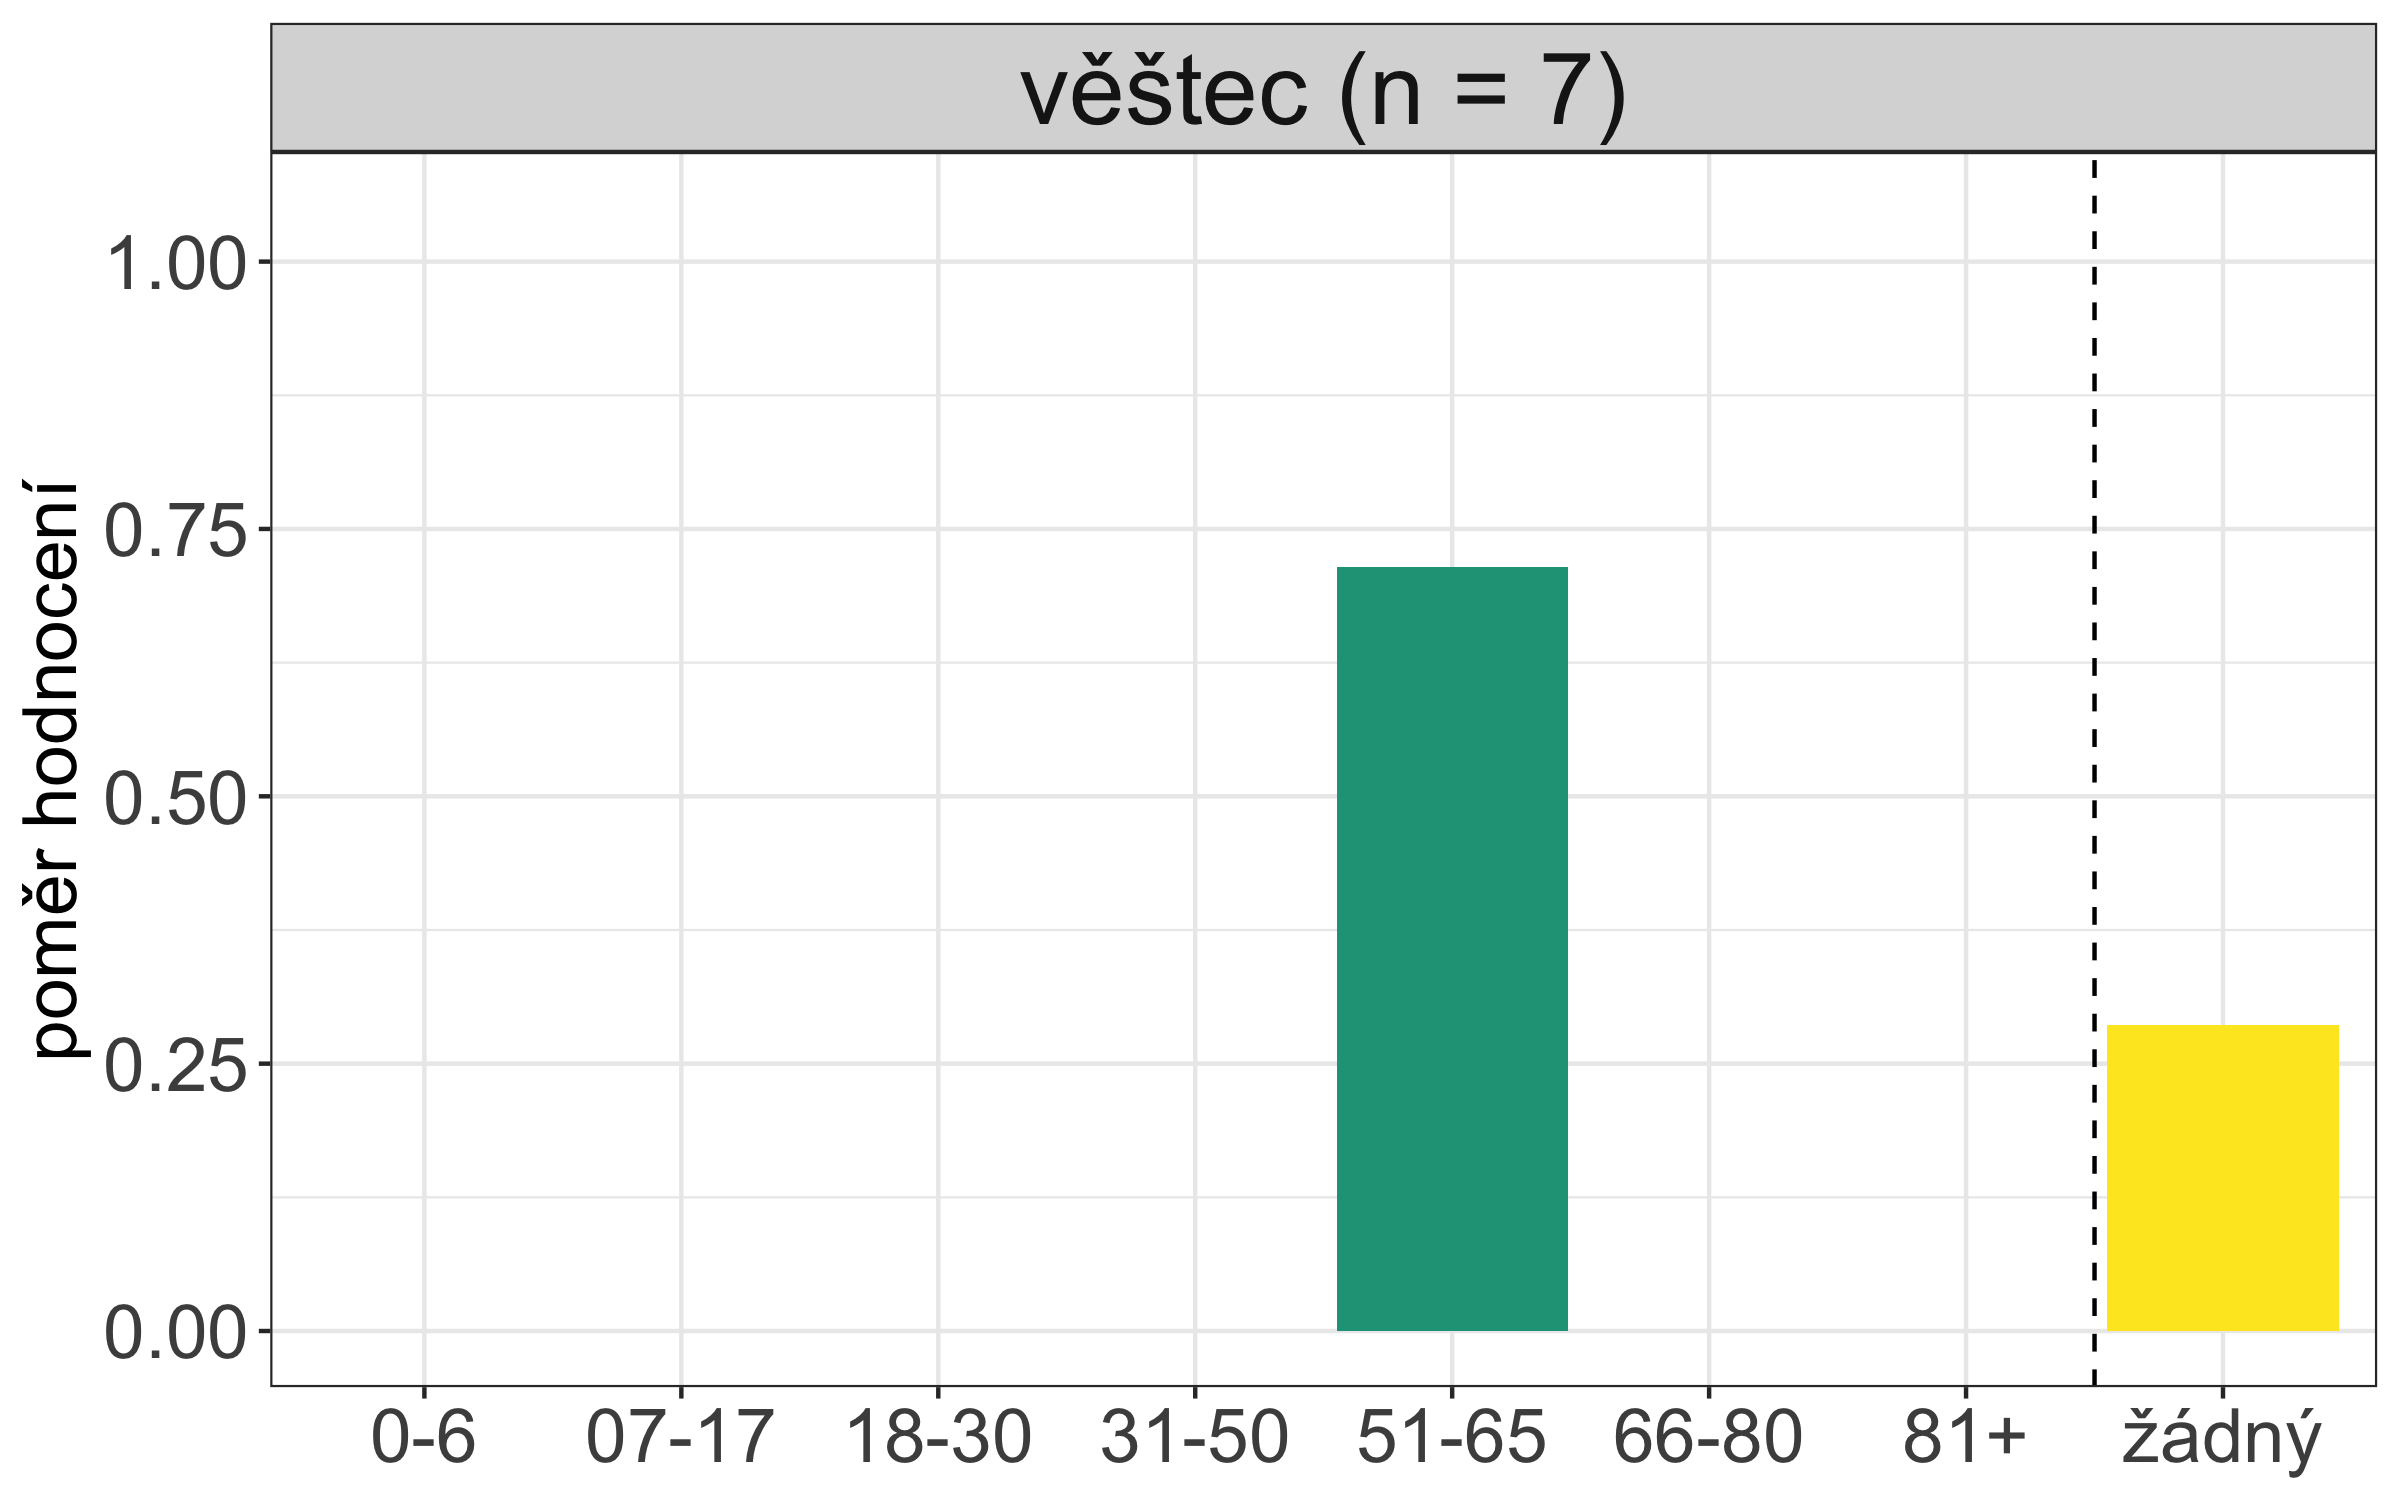 věštec (n = 7)
poměr hodnocení
1.00
0.75
0.50
0.25
0.00
0-6 07-17 18-30 31-50 51-65 66-80 81+ žádný